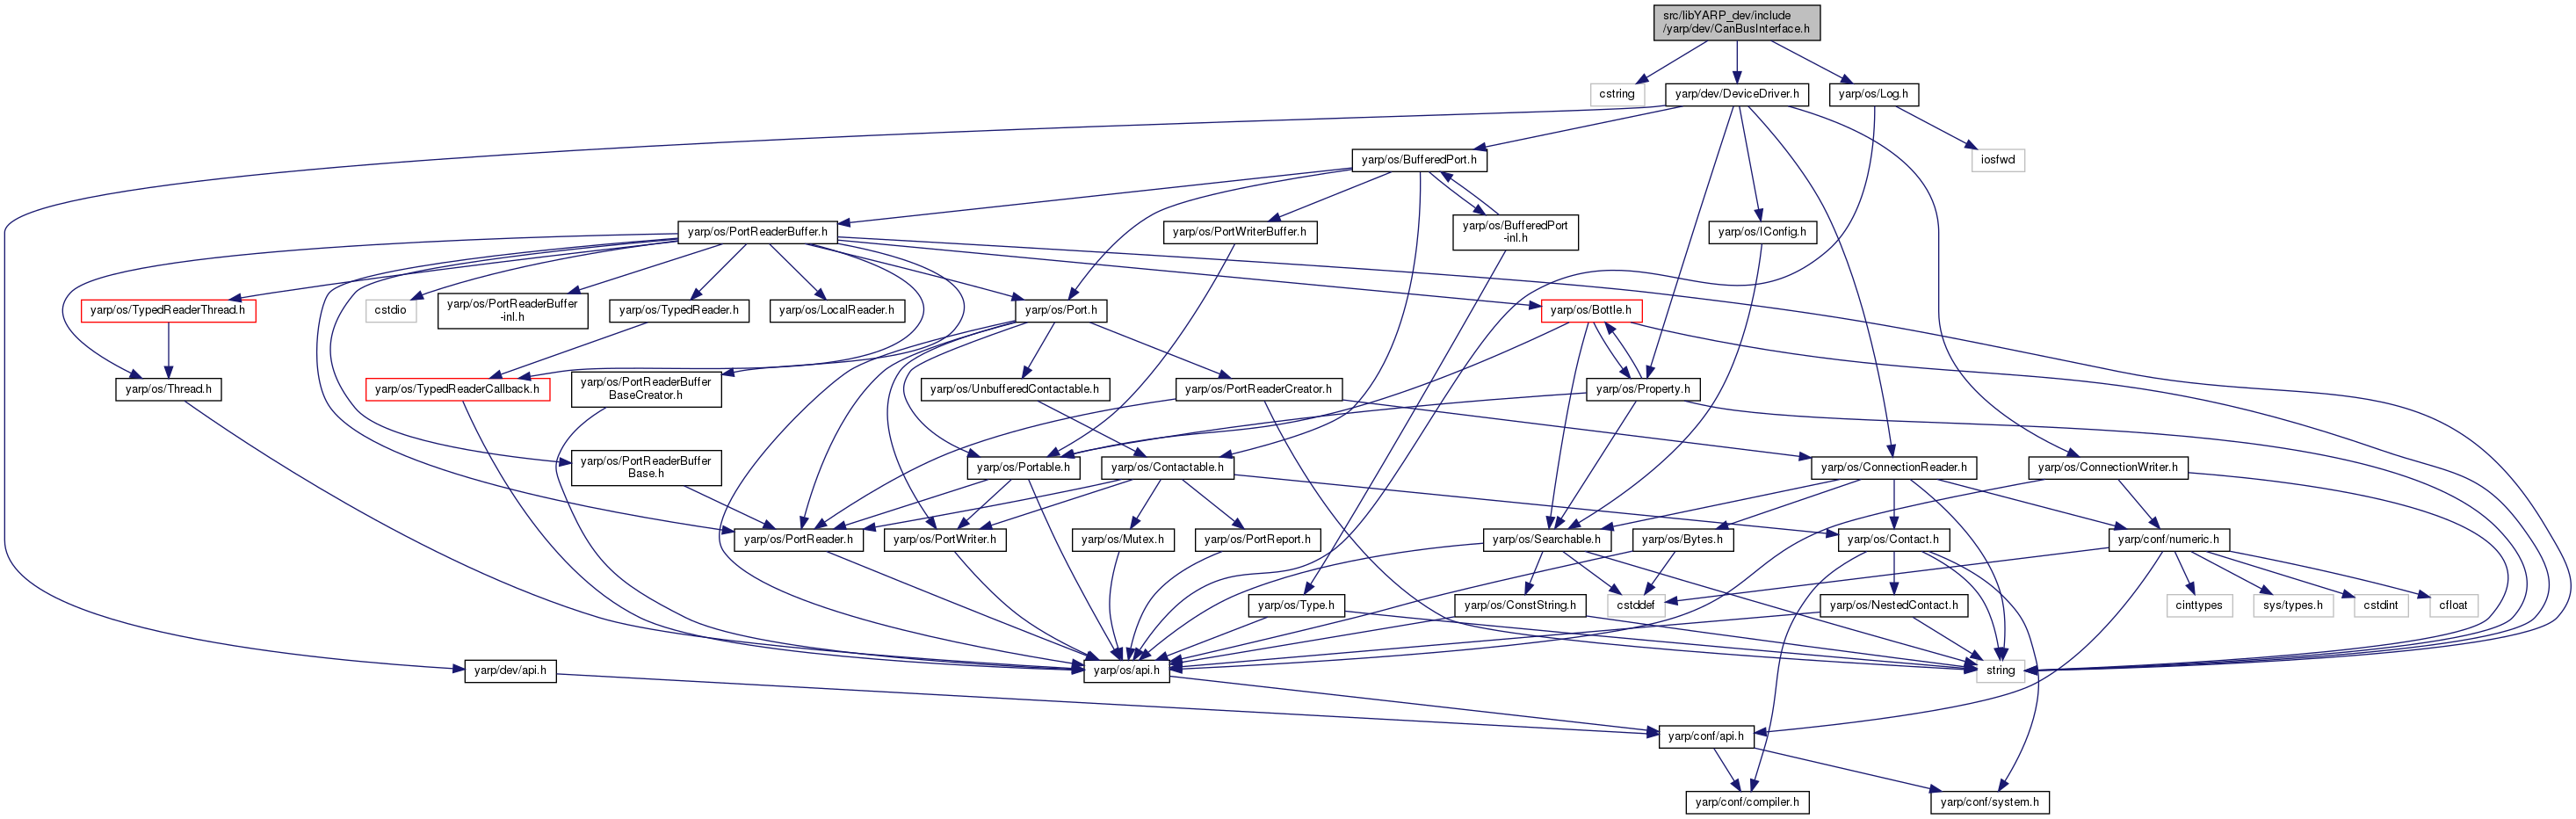 src/libYARP_dev/include
/yarp/dev/CanBusInterface.h
cstring
yarp/dev/DeviceDriver.h
yarp/os/Log.h
yarp/os/BufferedPort.h
iosfwd
yarp/os/PortReaderBuffer.h
yarp/os/PortWriterBuffer.h
yarp/os/BufferedPort
-inl.h
yarp/os/IConfig.h
yarp/os/TypedReaderThread.h
cstdio
yarp/os/PortReaderBuffer
-inl.h
yarp/os/TypedReader.h
yarp/os/LocalReader.h
yarp/os/Port.h
yarp/os/Bottle.h
yarp/os/Thread.h
yarp/os/TypedReaderCallback.h
yarp/os/PortReaderBuffer
BaseCreator.h
yarp/os/UnbufferedContactable.h
yarp/os/PortReaderCreator.h
yarp/os/Property.h
yarp/os/PortReaderBuffer
Base.h
yarp/os/Portable.h
yarp/os/Contactable.h
yarp/os/ConnectionReader.h
yarp/os/ConnectionWriter.h
yarp/os/PortReader.h
yarp/os/PortWriter.h
yarp/os/Mutex.h
yarp/os/PortReport.h
yarp/os/Searchable.h
yarp/os/Bytes.h
yarp/os/Contact.h
yarp/conf/numeric.h
yarp/os/Type.h
yarp/os/ConstString.h
cstddef
yarp/os/NestedContact.h
cinttypes
sys/types.h
cstdint
cfloat
yarp/dev/api.h
yarp/os/api.h
string
yarp/conf/api.h
yarp/conf/compiler.h
yarp/conf/system.h